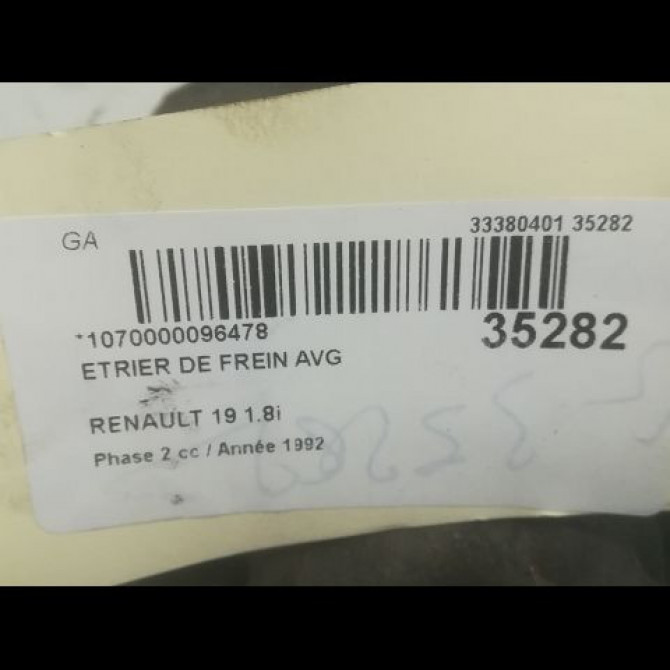 GA
33380401 35282
*1070000096478
35282
ETRIER DE FREIN AVG
RENAULT 19 1.8i
Phase 2 cc / Année 1992